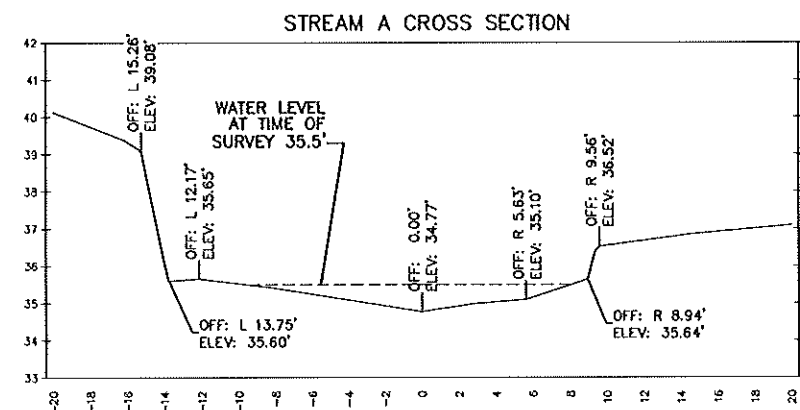 STREAM A CROSS SECTION
42
41
40
39
38
37
36
35
34
33
OFF: L 15.26'
ELEV: 39.08'
OFF: L 12.17'
ELEV: 35.65'
WATER LEVEL
AT TIME OF
SURVEY 35.5'
OFF: 0.00'
ELEV: 34.77'
OFF: R 5.63'
ELEV: 35.10'
OFF: R 9.56'
ELEV: 36.52'
OFF: L 13.75'
ELEV: 35.60'
OFF: R 8.94'
ELEV: 35.64'
-20
-18
-16
-14
-12
-10
-8
-6
-4
-2
0
2
4
6
8
10
12
14
16
18
20